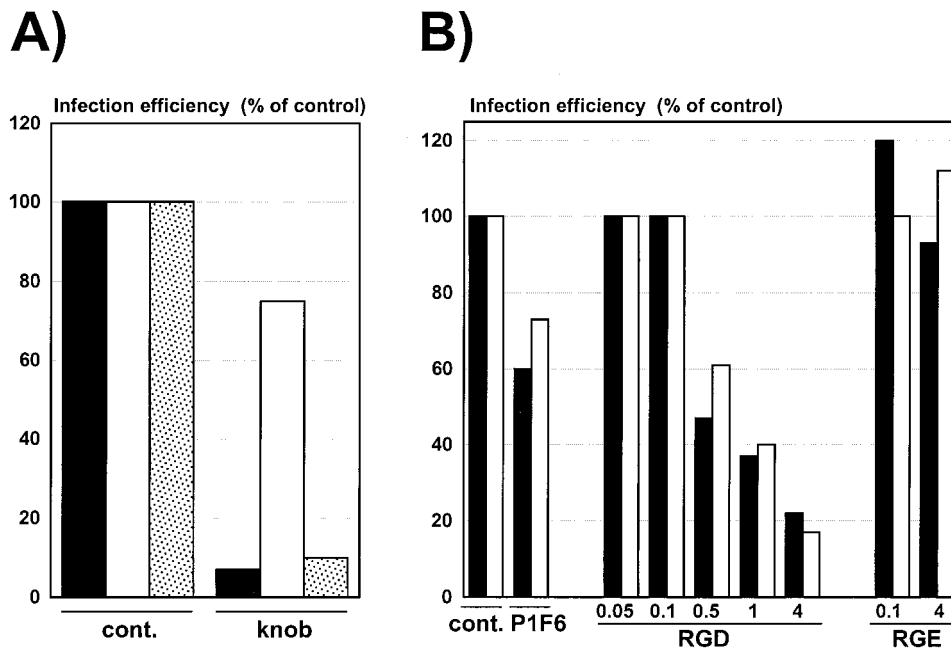 A)
B)
Infection efficiency (% of control)
Infection efficiency (% of control)
120
100
80
60
40
20
0
cont.
knob
120
100
80
60
40
20
0
0.05 0.1 0.5 1 4
0.1 4
cont. P1F6
RGD
RGE